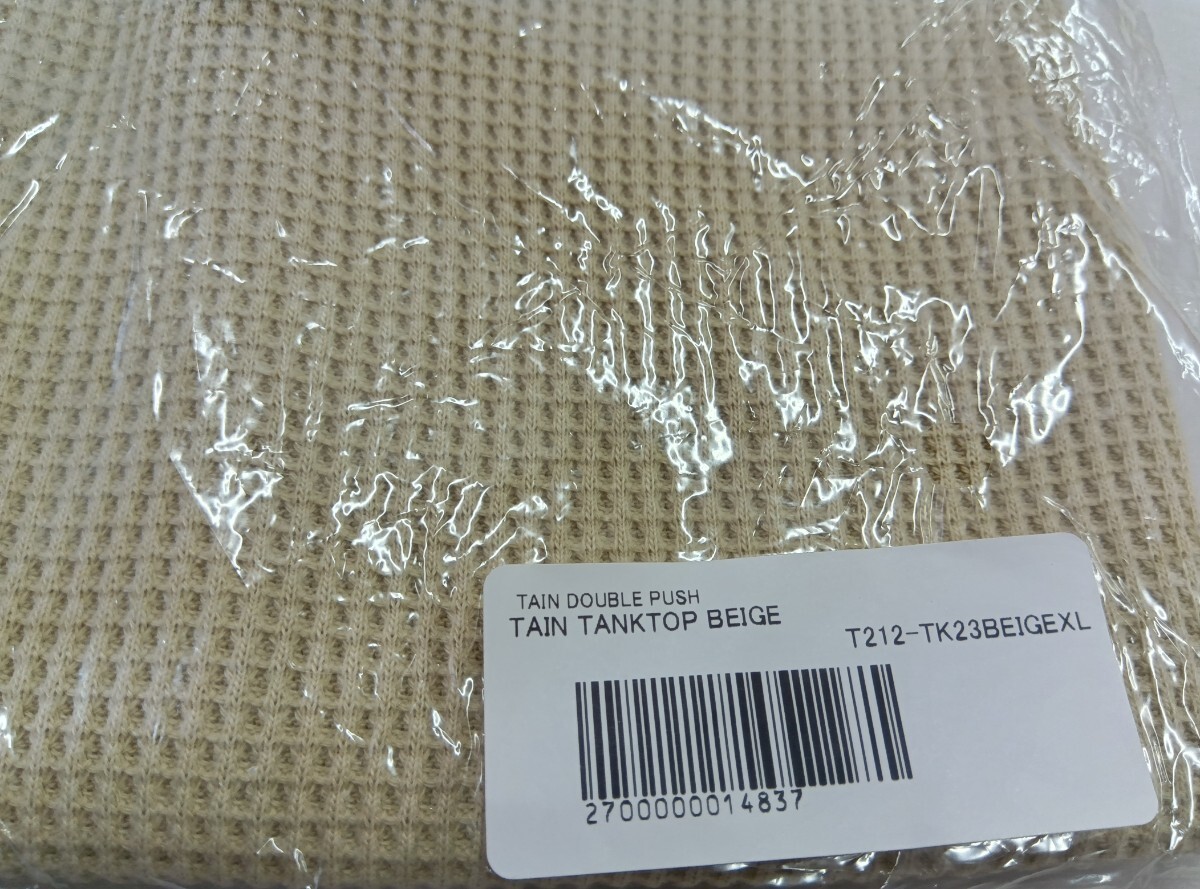 TAIN DOUBLE PUSH
TAIN TANKTOP BEIGE
T212-TK23BEIGEXL
2700000014837